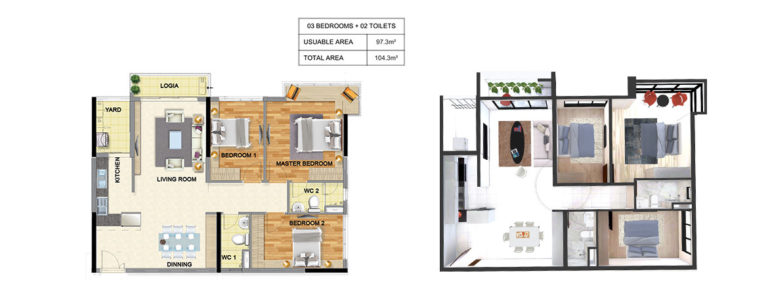 03 BEDROOMS + 02 TOILETS
USUABLE AREA 97.3m²
TOTAL AREA 104.3m²
LOGIA
YARD
BEDROOM 1
MASTER BEDROOM
KITCHEN
LIVING ROOM
WC 2
BEDROOM 2
WC 1
DINNING